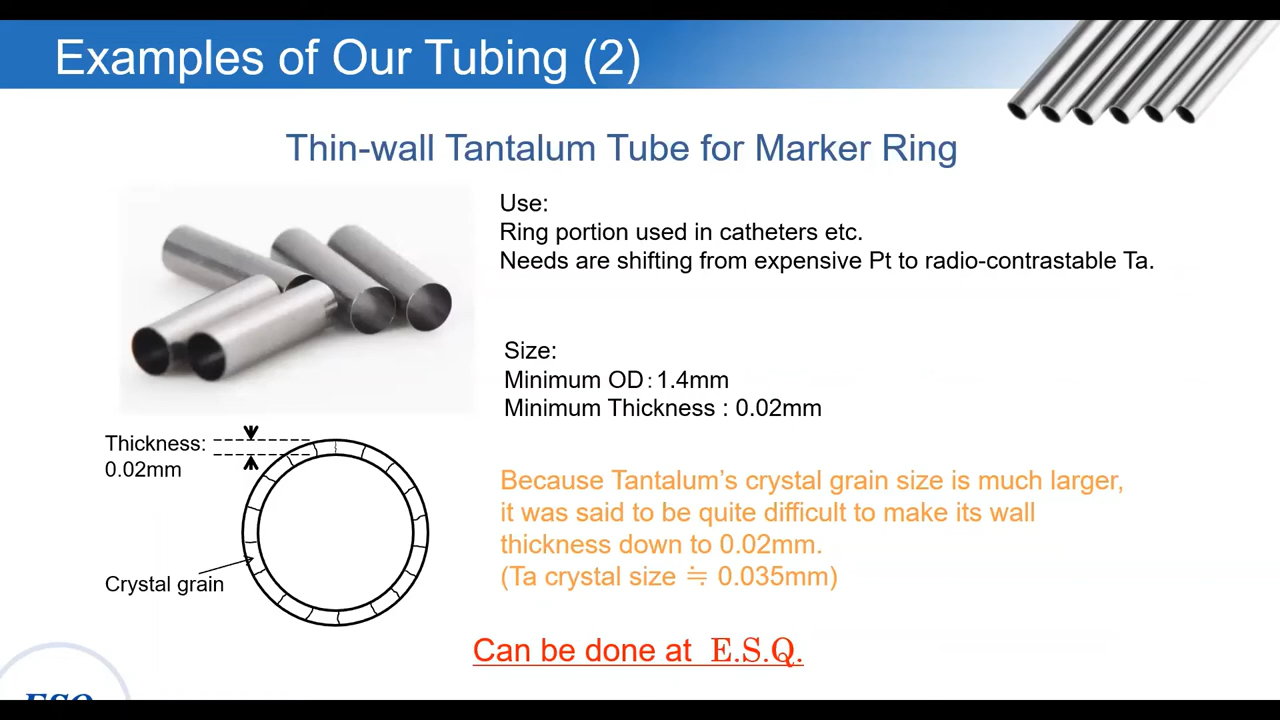 Examples of Our Tubing (2)
Thin-wall Tantalum Tube for Marker Ring
Use:
Ring portion used in catheters etc.
Needs are shifting from expensive Pt to radio-contrastable Ta.
Size:
Minimum OD：1.4mm
Minimum Thickness : 0.02mm
Thickness:
0.02mm
Crystal grain
Because Tantalum’s crystal grain size is much larger,
it was said to be quite difficult to make its wall
thickness down to 0.02mm.
(Ta crystal size ≒ 0.035mm)
Can be done at E.S.Q.
ESQ